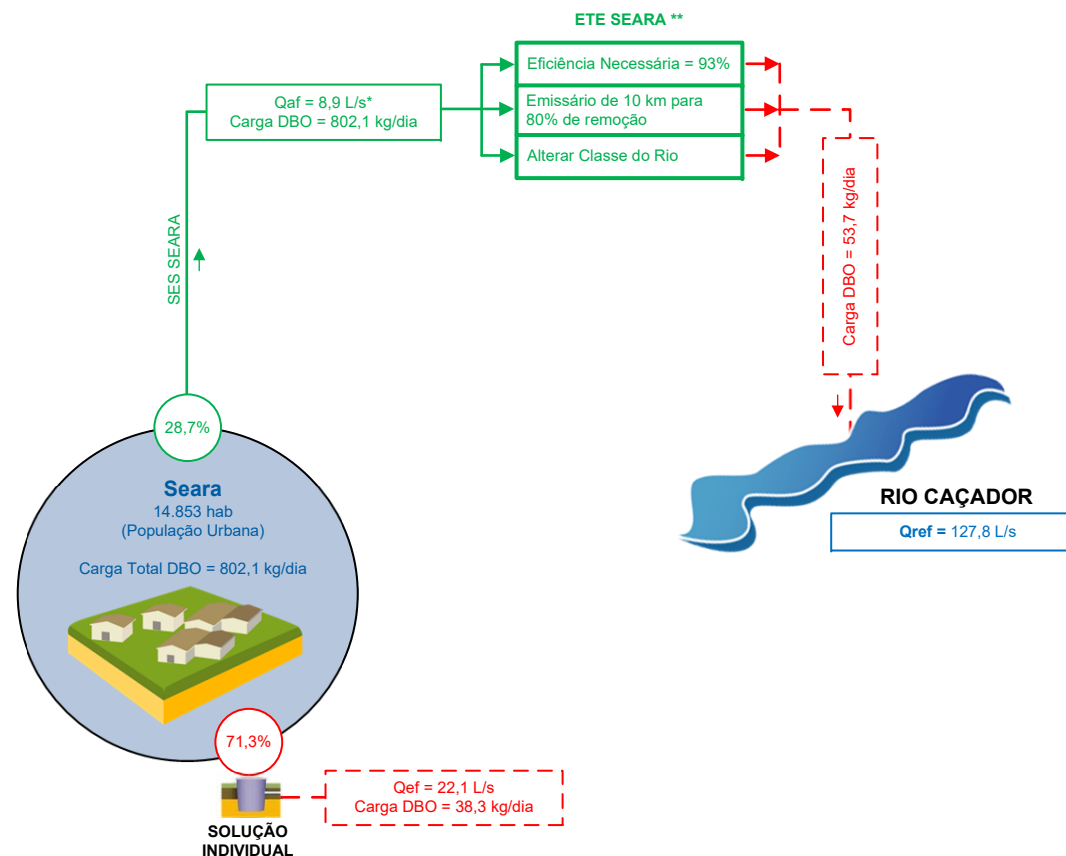 ETE SEARA **
Eficiência Necessária = 93%
Emissário de 10 km para
80% de remoção
Alterar Classe do Rio
Qaf = 8,9 L/s*
Carga DBO = 802,1 kg/dia
SES SEARA
Carga DBO = 53,7 kg/dia
28,7%
Seara
14.853 hab
(População Urbana)
Carga Total DBO = 802,1 kg/dia
RIO CAÇADOR
Qref = 127,8 L/s
71,3%
Qef = 22,1 L/s
Carga DBO = 38,3 kg/dia
SOLUÇÃO
INDIVIDUAL